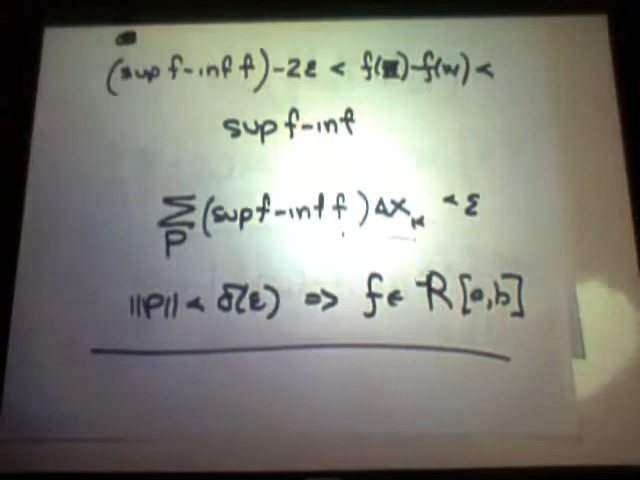 (sup f-inf f)-2ε < f(■)-f(w) <
sup f-inf
∑ (sup f-inf f) ΔX_k < ε
P
||P|| < δ(ε) ⇒ f ∈ R[a,b]